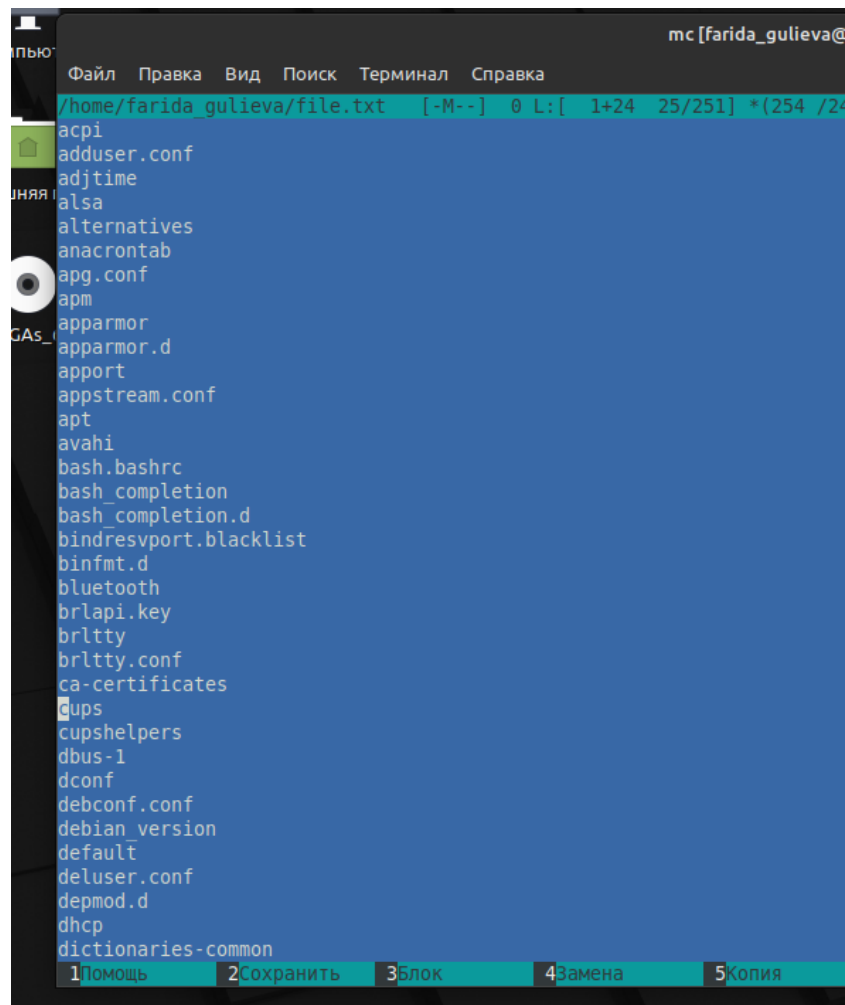 mc [farida_gulieva@
Файл Правка Вид Поиск Терминал Справка
/home/farida_gulieva/file.txt [-M--] 0 L:[ 1+24 25/251] *(254 /24
acpi
adduser.conf
adjtime
alsa
alternatives
anacrontab
apg.conf
apm
apparmor
apparmor.d
apport
appstream.conf
apt
avahi
bash.bashrc
bash_completion
bash_completion.d
bindresvport.blacklist
binfmt.d
bluetooth
brlapi.key
brltty
brltty.conf
ca-certificates
cups
cupshelpers
dbus-1
dconf
debconf.conf
debian_version
default
deluser.conf
depmod.d
dhcp
dictionaries-common
1Помощь 2Сохранить 3Блок 4Замена 5Копия